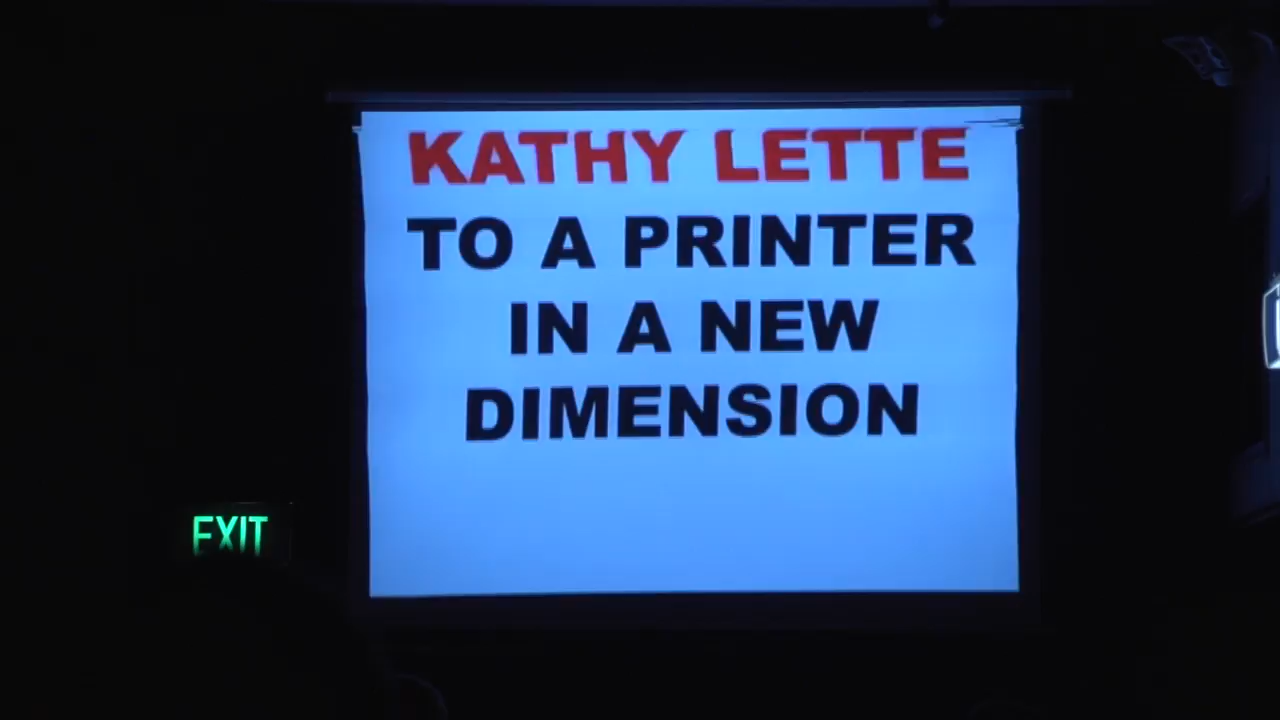 KATHY LETTE
TO A PRINTER
IN A NEW
DIMENSION
EXIT